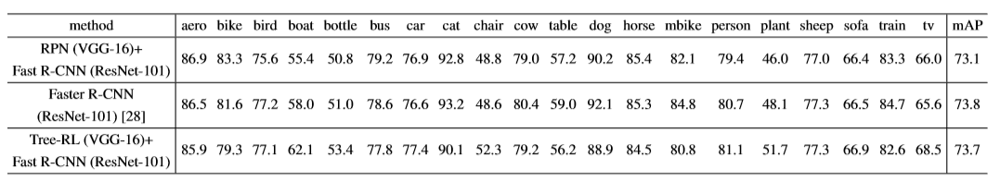 method aero bike bird boat bottle bus car cat chair cow table dog horse mbike person plant sheep sofa train tv mAP
RPN (VGG-16)+
Fast R-CNN (ResNet-101) 86.9 83.3 75.6 55.4 50.8 79.2 76.9 92.8 48.8 79.0 57.2 90.2 85.4 82.1 79.4 46.0 77.0 66.4 83.3 66.0 73.1
Faster R-CNN
(ResNet-101) [28] 86.5 81.6 77.2 58.0 51.0 78.6 76.6 93.2 48.6 80.4 59.0 92.1 85.3 84.8 80.7 48.1 77.3 66.5 84.7 65.6 73.8
Tree-RL (VGG-16)+
Fast R-CNN (ResNet-101) 85.9 79.3 77.1 62.1 53.4 77.8 77.4 90.1 52.3 79.2 56.2 88.9 84.5 80.8 81.1 51.7 77.3 66.9 82.6 68.5 73.7